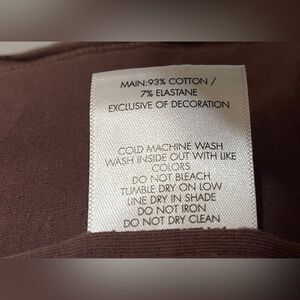 MAIN: 93% COTTON /
7% ELASTANE
EXCLUSIVE OF DECORATION
COLD MACHINE WASH
WASH INSIDE OUT WITH LIKE
COLORS
DO NOT BLEACH
TUMBLE DRY ON LOW
LINE DRY IN SHADE
DO NOT IRON
DO NOT DRY CLEAN